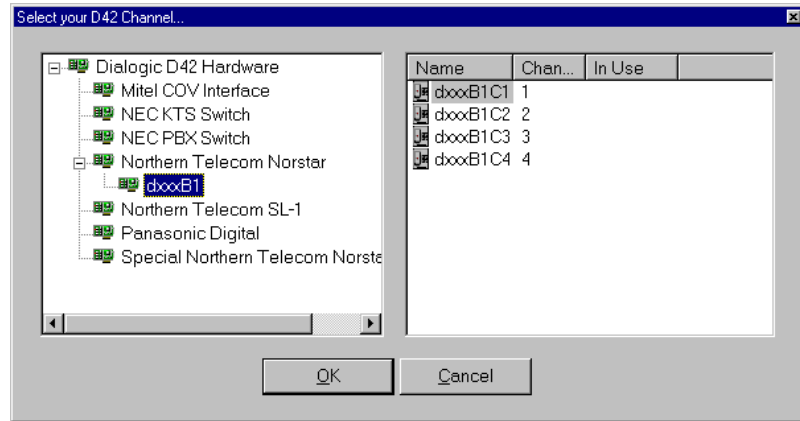 Select your D42 Channel...
Dialogic D42 Hardware
Mitel COV Interface
NEC KTS Switch
NEC PBX Switch
Northern Telecom Norstar
dxxxB1
Northern Telecom SL-1
Panasonic Digital
Special Northern Telecom Norsta
Name Chan... In Use
dxxxB1C1 1
dxxxB1C2 2
dxxxB1C3 3
dxxxB1C4 4
OK Cancel